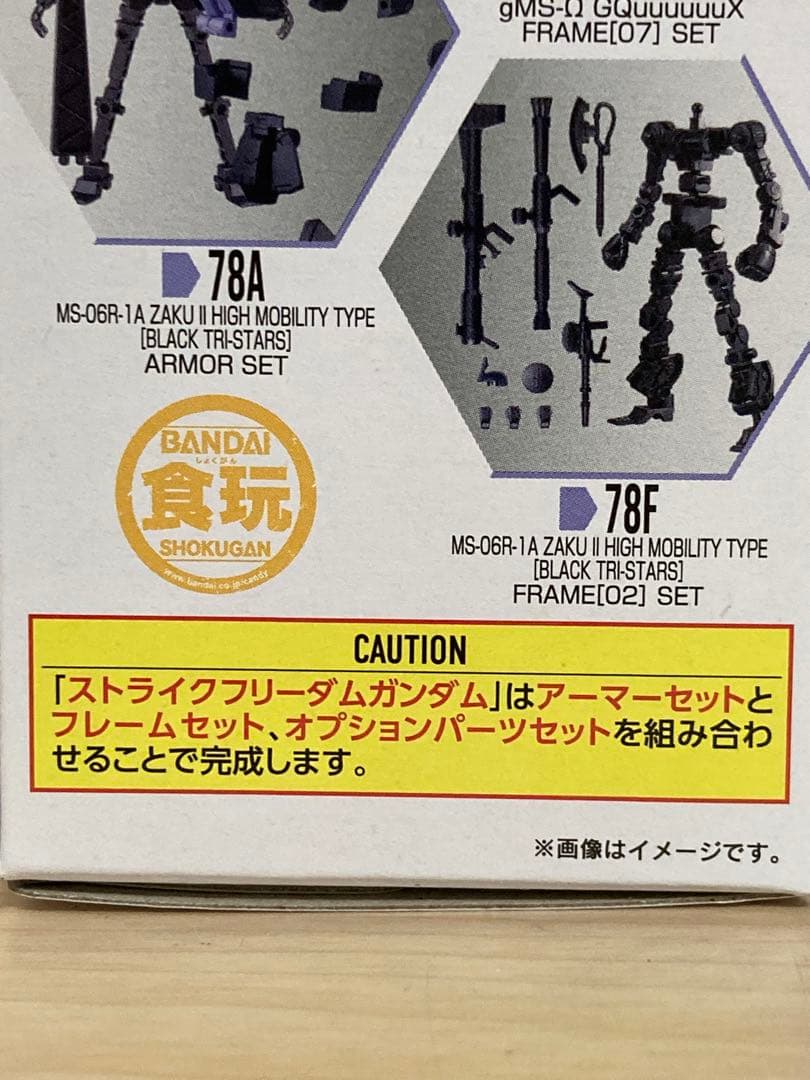 gMS-Ω GQuuuuuuX
FRAME[07] SET
78A
MS-06R-1A ZAKU II HIGH MOBILITY TYPE
[BLACK TRI-STARS]
ARMOR SET
BANDAI
しょくがん
食玩
SHOKUGAN
www.bandai.co.jp/candy
78F
MS-06R-1A ZAKU II HIGH MOBILITY TYPE
[BLACK TRI-STARS]
FRAME[02] SET
CAUTION
「ストライクフリーダムガンダム」はアーマーセットと
フレームセット、オプションパーツセットを組み合わ
せることで完成します。
※画像はイメージです。